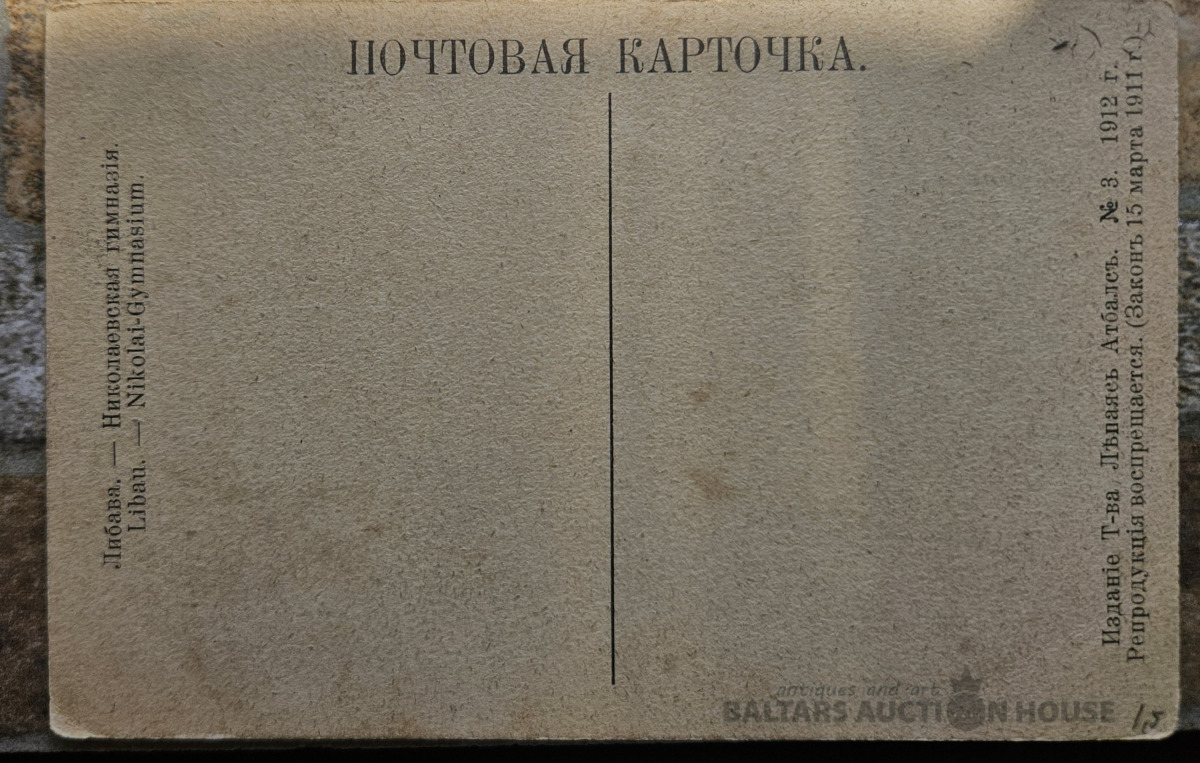 ПОЧТОВАЯ КАРТОЧКА.
Либава. — Николаевская гимназія.
Libau. — Nikolai-Gymnasium.
Изданіе Т-ва Лѣпаясъ Атбалсъ. № 3. 1912 г.
Репродукція воспрещается. (Законъ 15 марта 1911 г.)
antiques and art
BALTARS AUCTION HOUSE